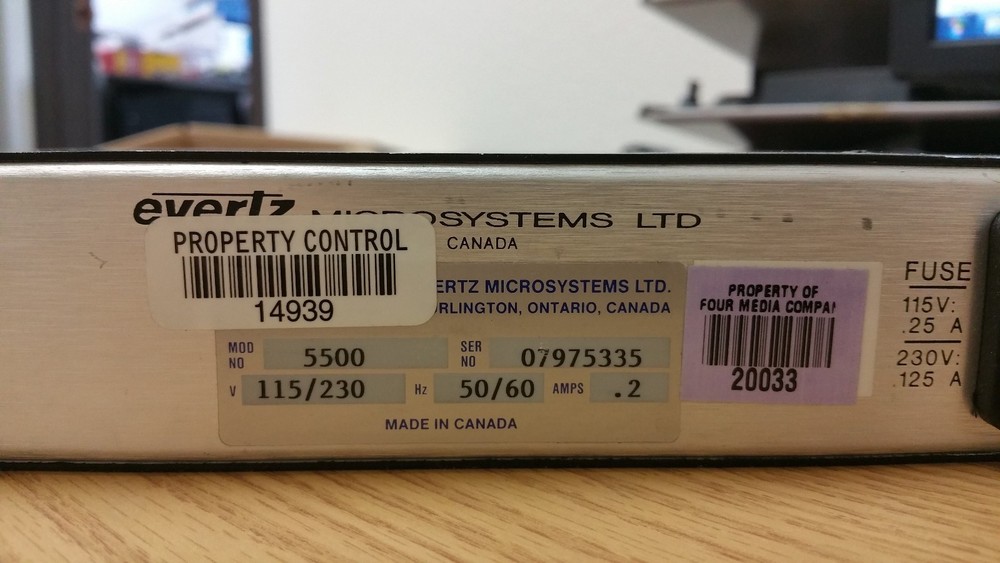 evertz MICROSYSTEMS LTD
CANADA
PROPERTY CONTROL
14939
ERTZ MICROSYSTEMS LTD.
URLINGTON, ONTARIO, CANADA
MOD NO 5500 SER NO 07975335
V 115/230 Hz 50/60 AMPS .2
MADE IN CANADA
PROPERTY OF
FOUR MEDIA COMPA
20033
FUSE
115V:
.25 A
230V:
.125 A